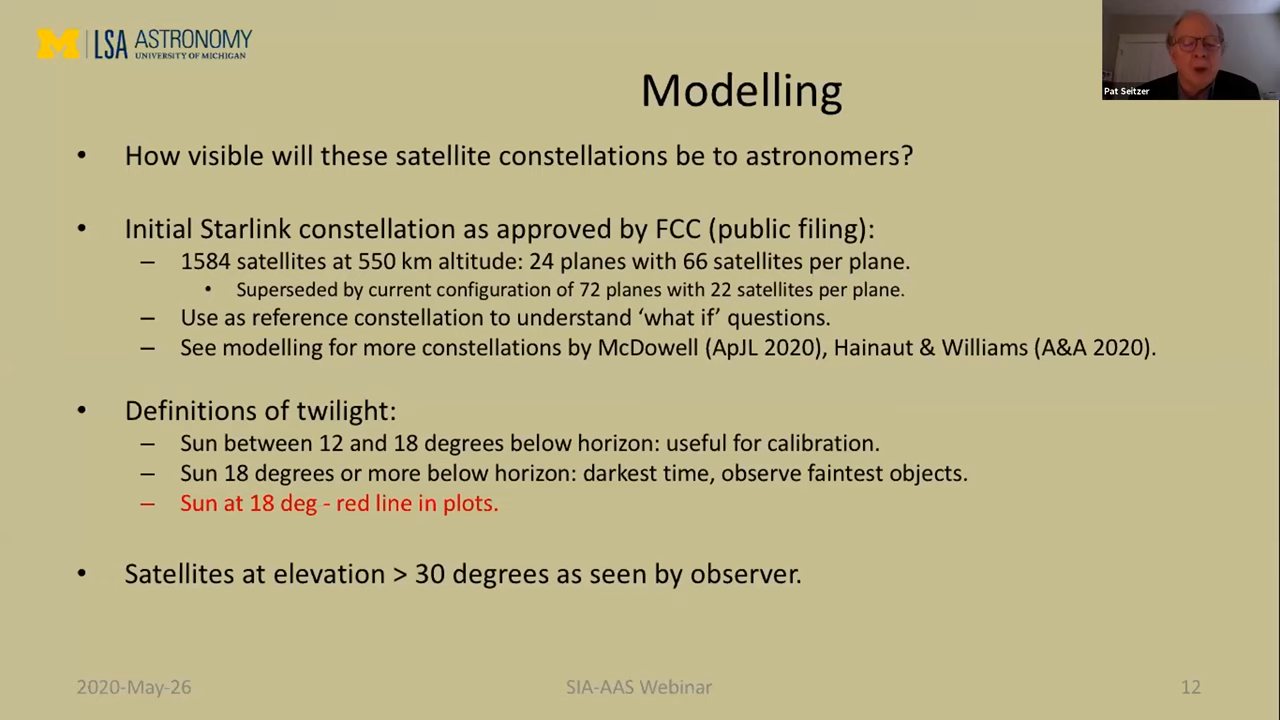 M | LSA ASTRONOMY
UNIVERSITY OF MICHIGAN
Pat Seitzer
Modelling
• How visible will these satellite constellations be to astronomers?
• Initial Starlink constellation as approved by FCC (public filing):
– 1584 satellites at 550 km altitude: 24 planes with 66 satellites per plane.
• Superseded by current configuration of 72 planes with 22 satellites per plane.
– Use as reference constellation to understand ‘what if’ questions.
– See modelling for more constellations by McDowell (ApJL 2020), Hainaut & Williams (A&A 2020).
• Definitions of twilight:
– Sun between 12 and 18 degrees below horizon: useful for calibration.
– Sun 18 degrees or more below horizon: darkest time, observe faintest objects.
– Sun at 18 deg - red line in plots.
• Satellites at elevation > 30 degrees as seen by observer.
2020-May-26
SIA-AAS Webinar
12